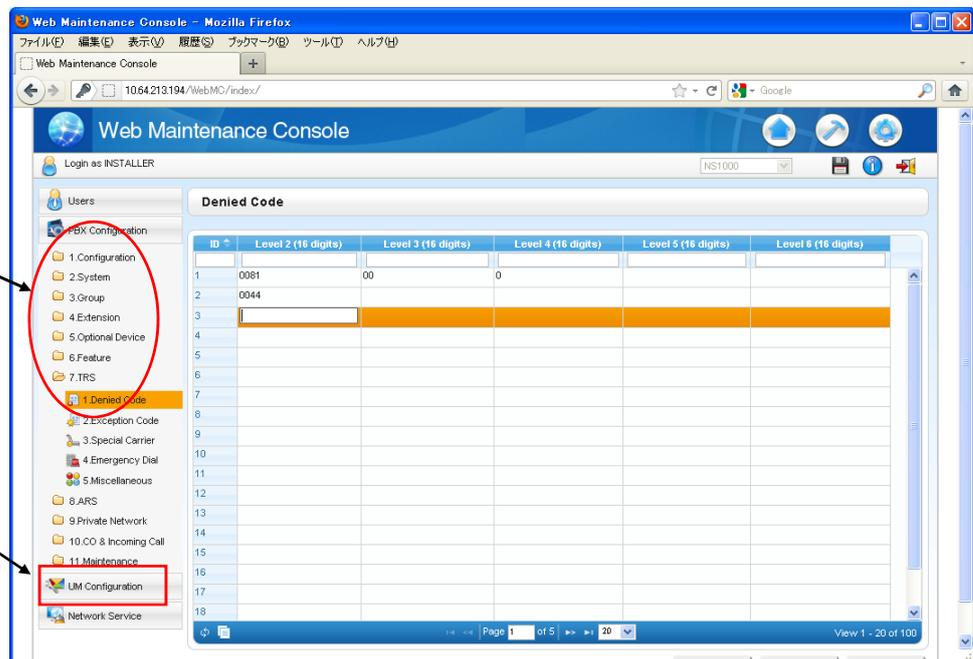 Web Maintenance Console - Mozilla Firefox
ファイル(F) 編集(E) 表示(V) 履歴(S) ブックマーク(B) ツール(T) ヘルプ(H)
Web Maintenance Console
10.64.213.194/WebMC/index/
Google
Web Maintenance Console
Login as INSTALLER
NS1000
Users
PBX Configuration
1.Configuration
2.System
3.Group
4.Extension
5.Optional Device
6.Feature
7.TRS
1.Denied Code
2.Exception Code
3.Special Carrier
4.Emergency Dial
5.Miscellaneous
8.ARS
9.Private Network
10.CO & Incoming Call
11.Maintenance
UM Configuration
Network Service
Denied Code
ID Level 2 (16 digits) Level 3 (16 digits) Level 4 (16 digits) Level 5 (16 digits) Level 6 (16 digits)
1 0081 00 0
2 0044
3
4
5
6
7
8
9
10
11
12
13
14
15
16
17
18
Page 1 of 5 20 View 1 - 20 of 100